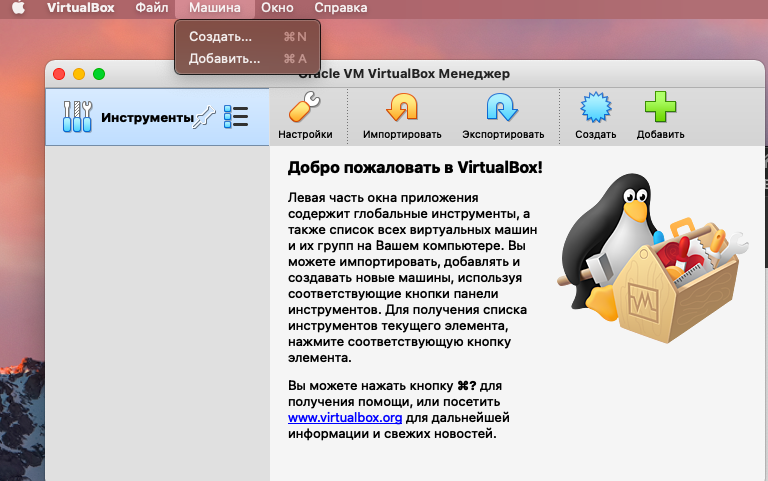 VirtualBox Файл Машина Окно Справка
Создать... ⌘N
Добавить... ⌘A
Oracle VM VirtualBox Менеджер
Инструменты
Настройки Импортировать Экспортировать Создать Добавить
Добро пожаловать в VirtualBox!
Левая часть окна приложения
содержит глобальные инструменты, а
также список всех виртуальных машин
и их групп на Вашем компьютере. Вы
можете импортировать, добавлять и
создавать новые машины, используя
соответствующие кнопки панели
инструментов. Для получения списка
инструментов текущего элемента,
нажмите соответствующую кнопку
элемента.
Вы можете нажать кнопку ⌘? для
получения помощи, или посетить
www.virtualbox.org для дальнейшей
информации и свежих новостей.